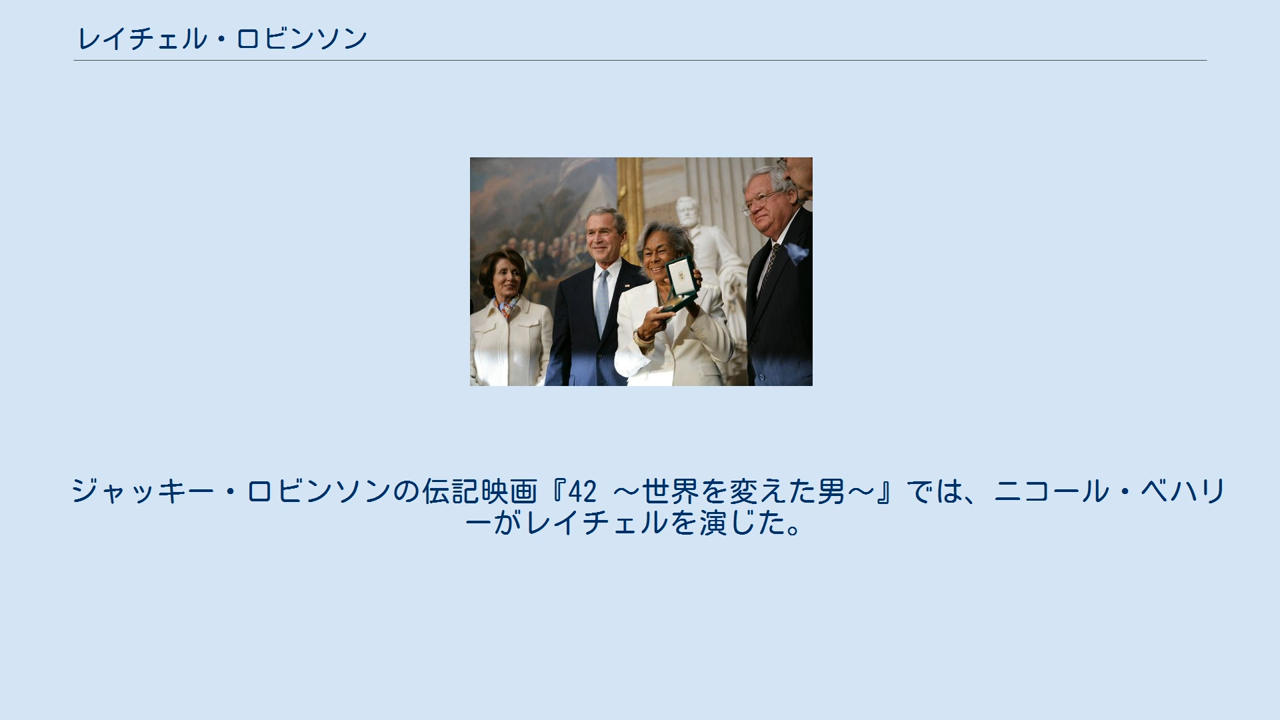 レイチェル・ロビンソン
ジャッキー・ロビンソンの伝記映画『42 ～世界を変えた男～』では、ニコール・ベハリ
ーがレイチェルを演じた。